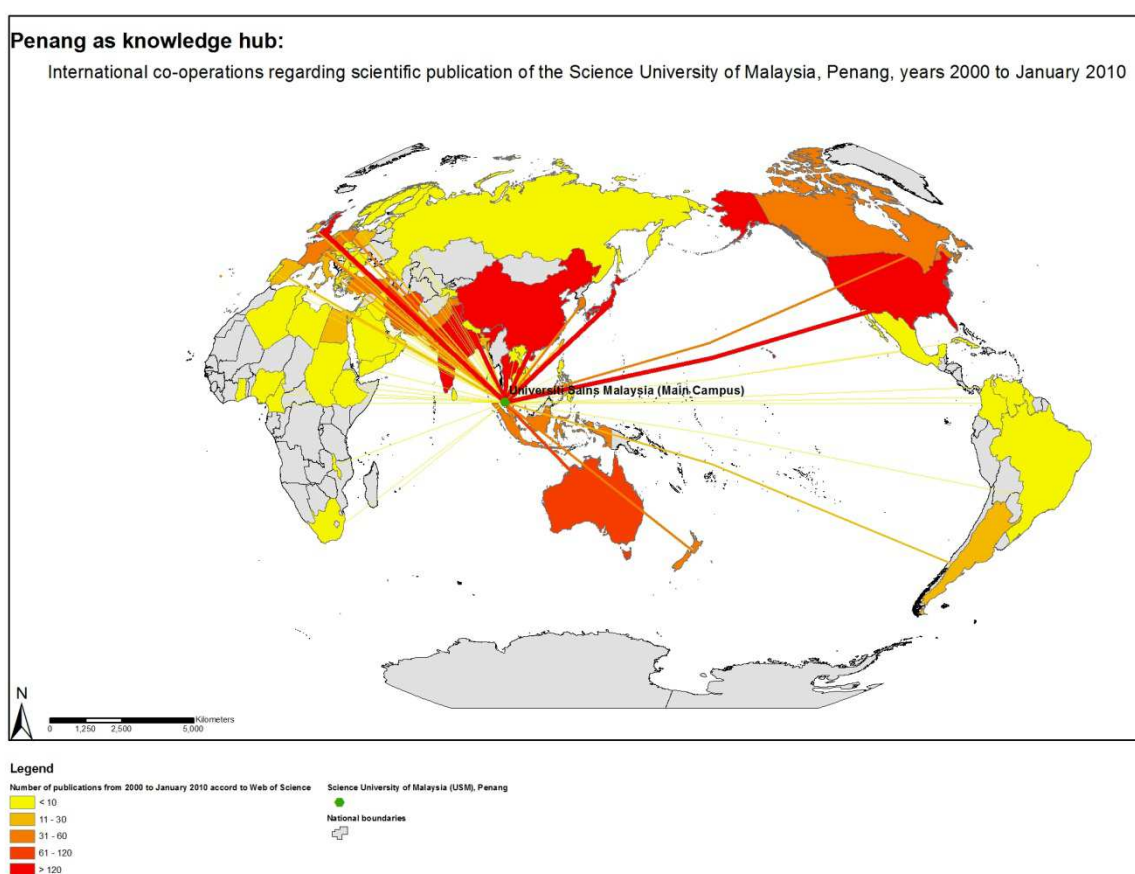 Penang as knowledge hub:
International co-operations regarding scientific publication of the Science University of Malaysia, Penang, years 2000 to January 2010
Universiti Sains Malaysia (Main Campus)
N
Kilometers
0 1,250 2,500 5,000
Legend
Number of publications from 2000 to January 2010 accord to Web of Science
< 10
11 - 30
31 - 60
61 - 120
> 120
Science University of Malaysia (USM), Penang
National boundaries